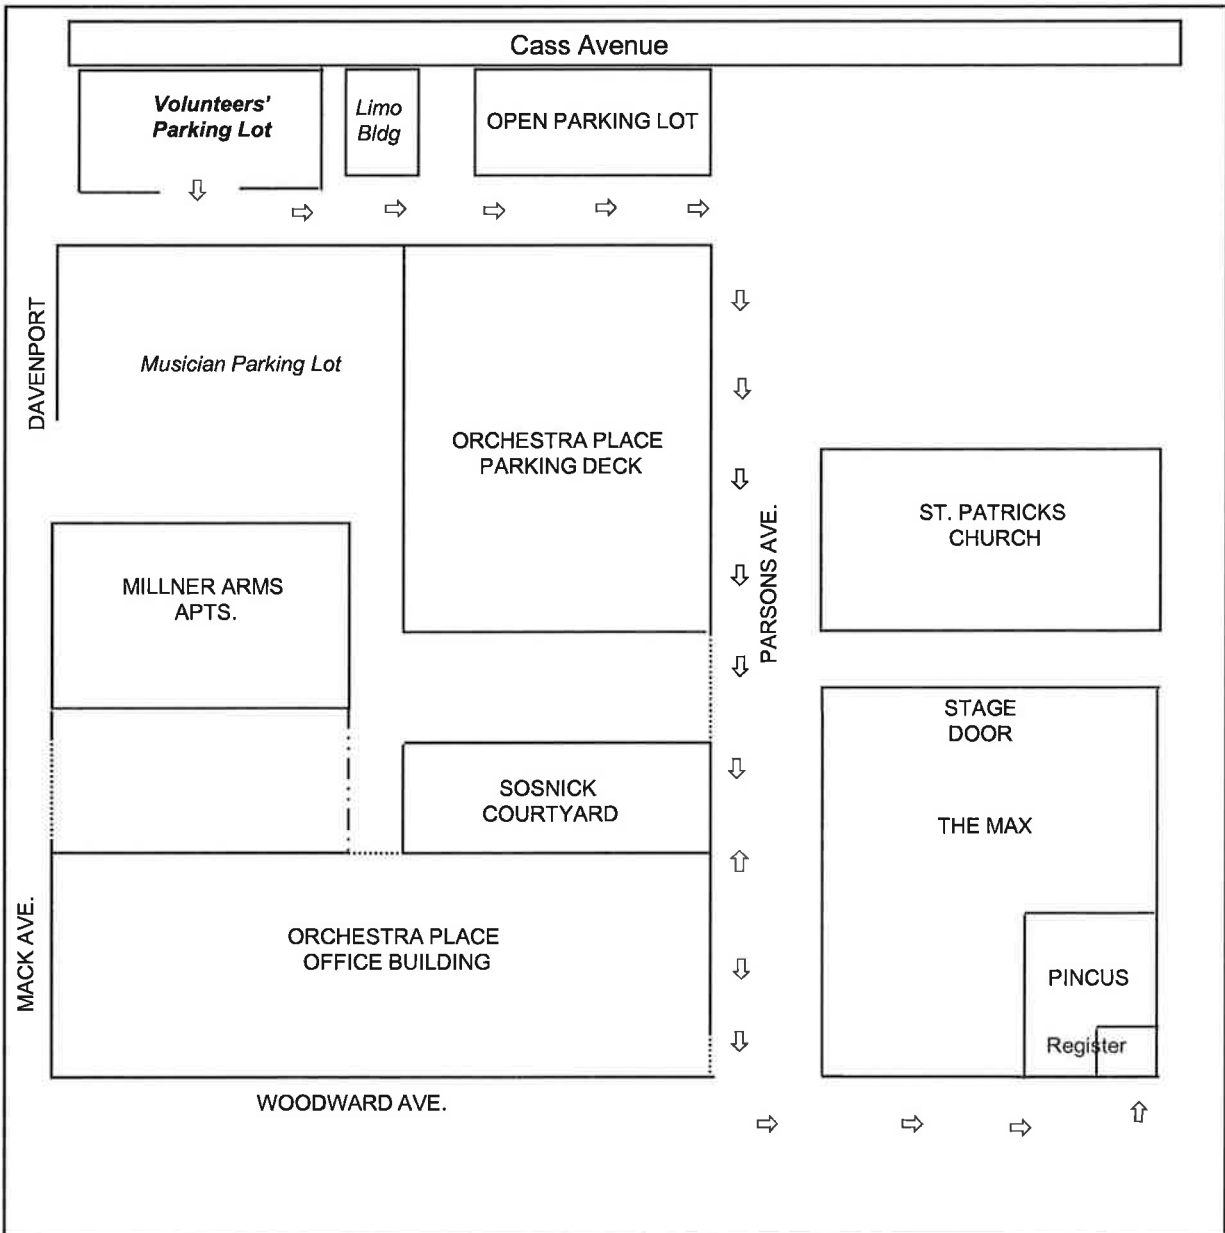 Cass Avenue
Volunteers'
Parking Lot
Limo
Bldg
OPEN PARKING LOT
DAVENPORT
Musician Parking Lot
ORCHESTRA PLACE
PARKING DECK
PARSONS AVE.
ST. PATRICKS
CHURCH
MILLNER ARMS
APTS.
STAGE
DOOR
SOSNICK
COURTYARD
THE MAX
MACK AVE.
ORCHESTRA PLACE
OFFICE BUILDING
PINCUS
Register
WOODWARD AVE.